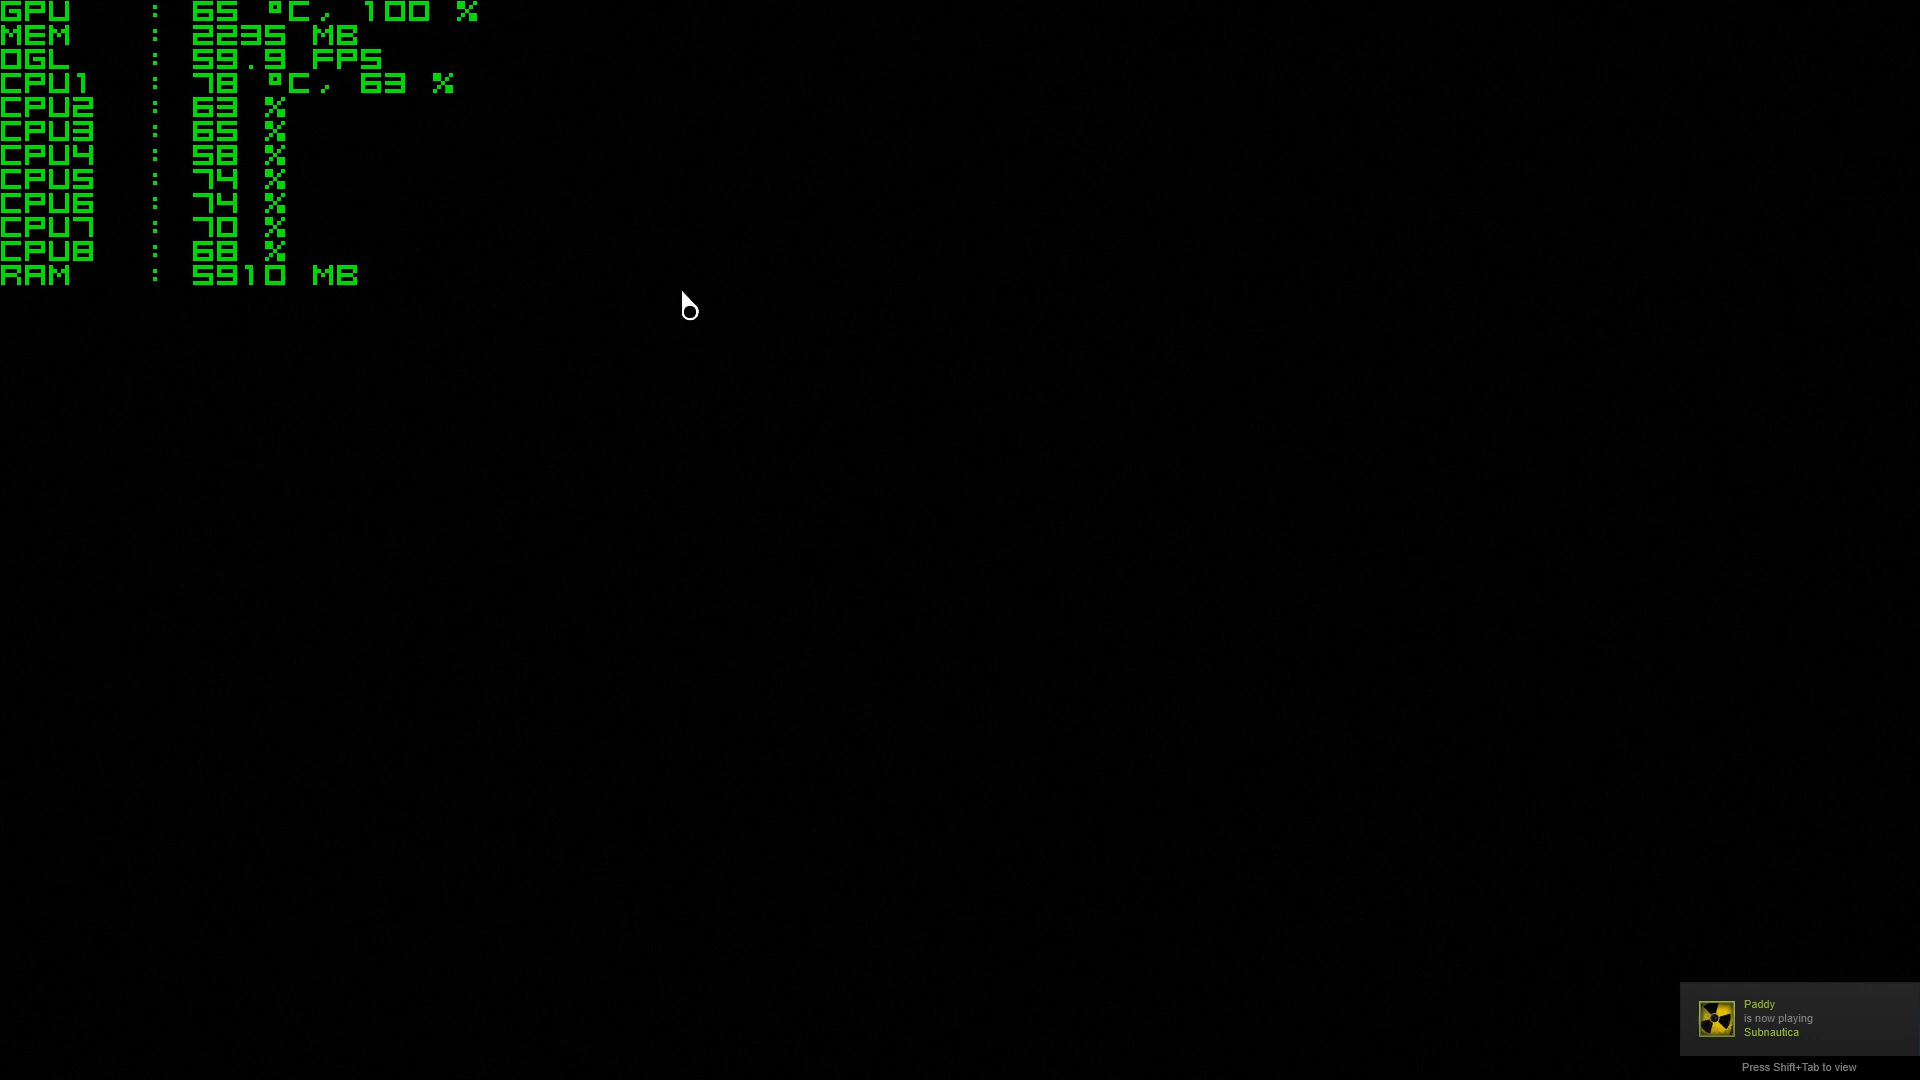 GPU : 65 °C, 100 %
MEM : 2235 MB
OGL : 59.9 FPS
CPU1 : 78 °C, 63 %
CPU2 : 63 %
CPU3 : 65 %
CPU4 : 58 %
CPU5 : 74 %
CPU6 : 74 %
CPU7 : 70 %
CPU8 : 68 %
RAM : 5910 MB
Paddy
is now playing
Subnautica
Press Shift+Tab to view